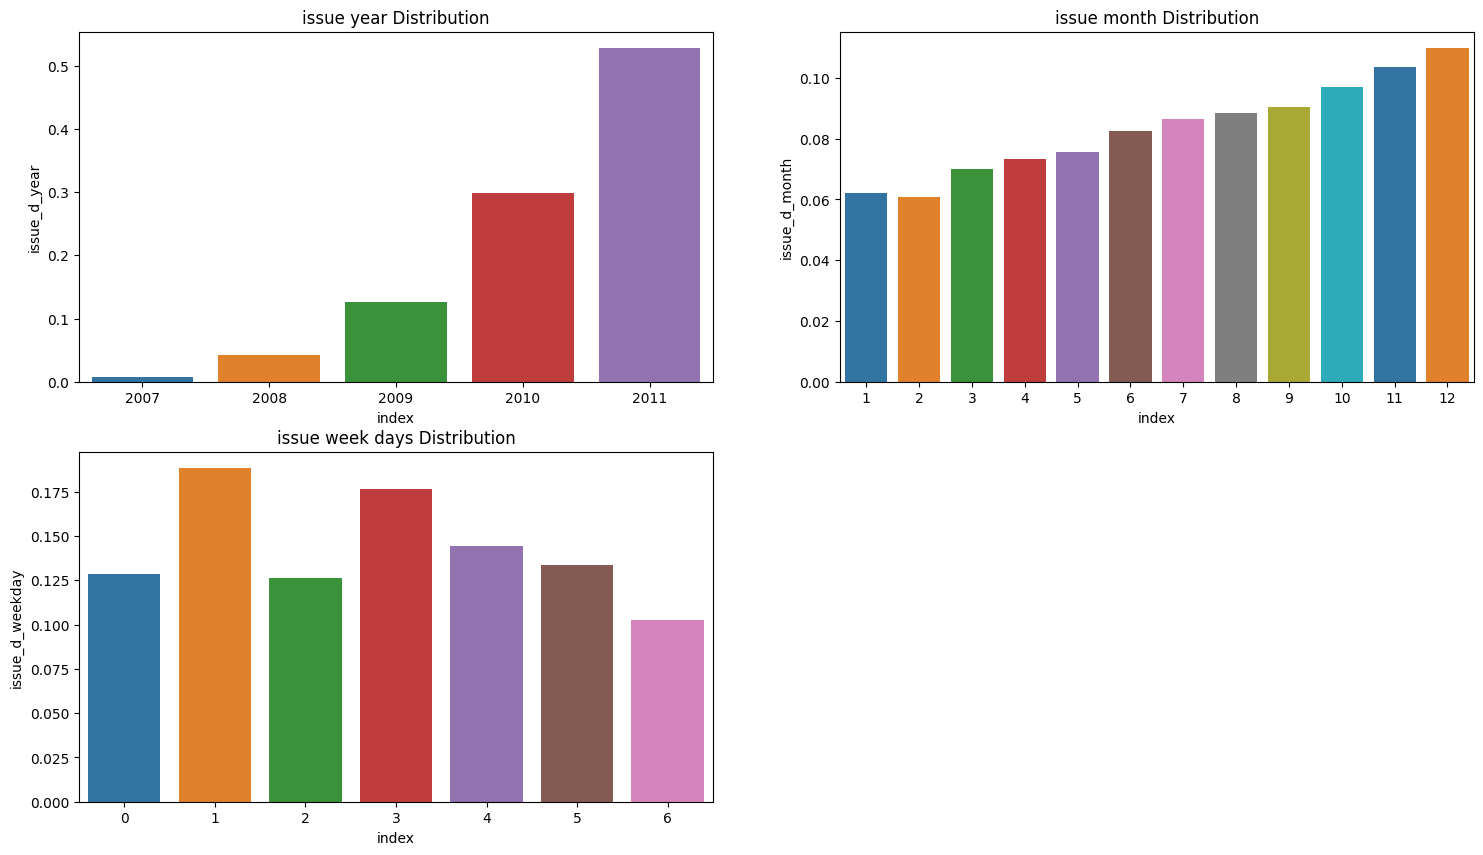 issue year Distribution
issue_d_year
0.5
0.4
0.3
0.2
0.1
0.0
2007 2008 2009 2010 2011
index
issue month Distribution
issue_d_month
0.10
0.08
0.06
0.04
0.02
0.00
1 2 3 4 5 6 7 8 9 10 11 12
index
issue week days Distribution
issue_d_weekday
0.175
0.150
0.125
0.100
0.075
0.050
0.025
0.000
0 1 2 3 4 5 6
index